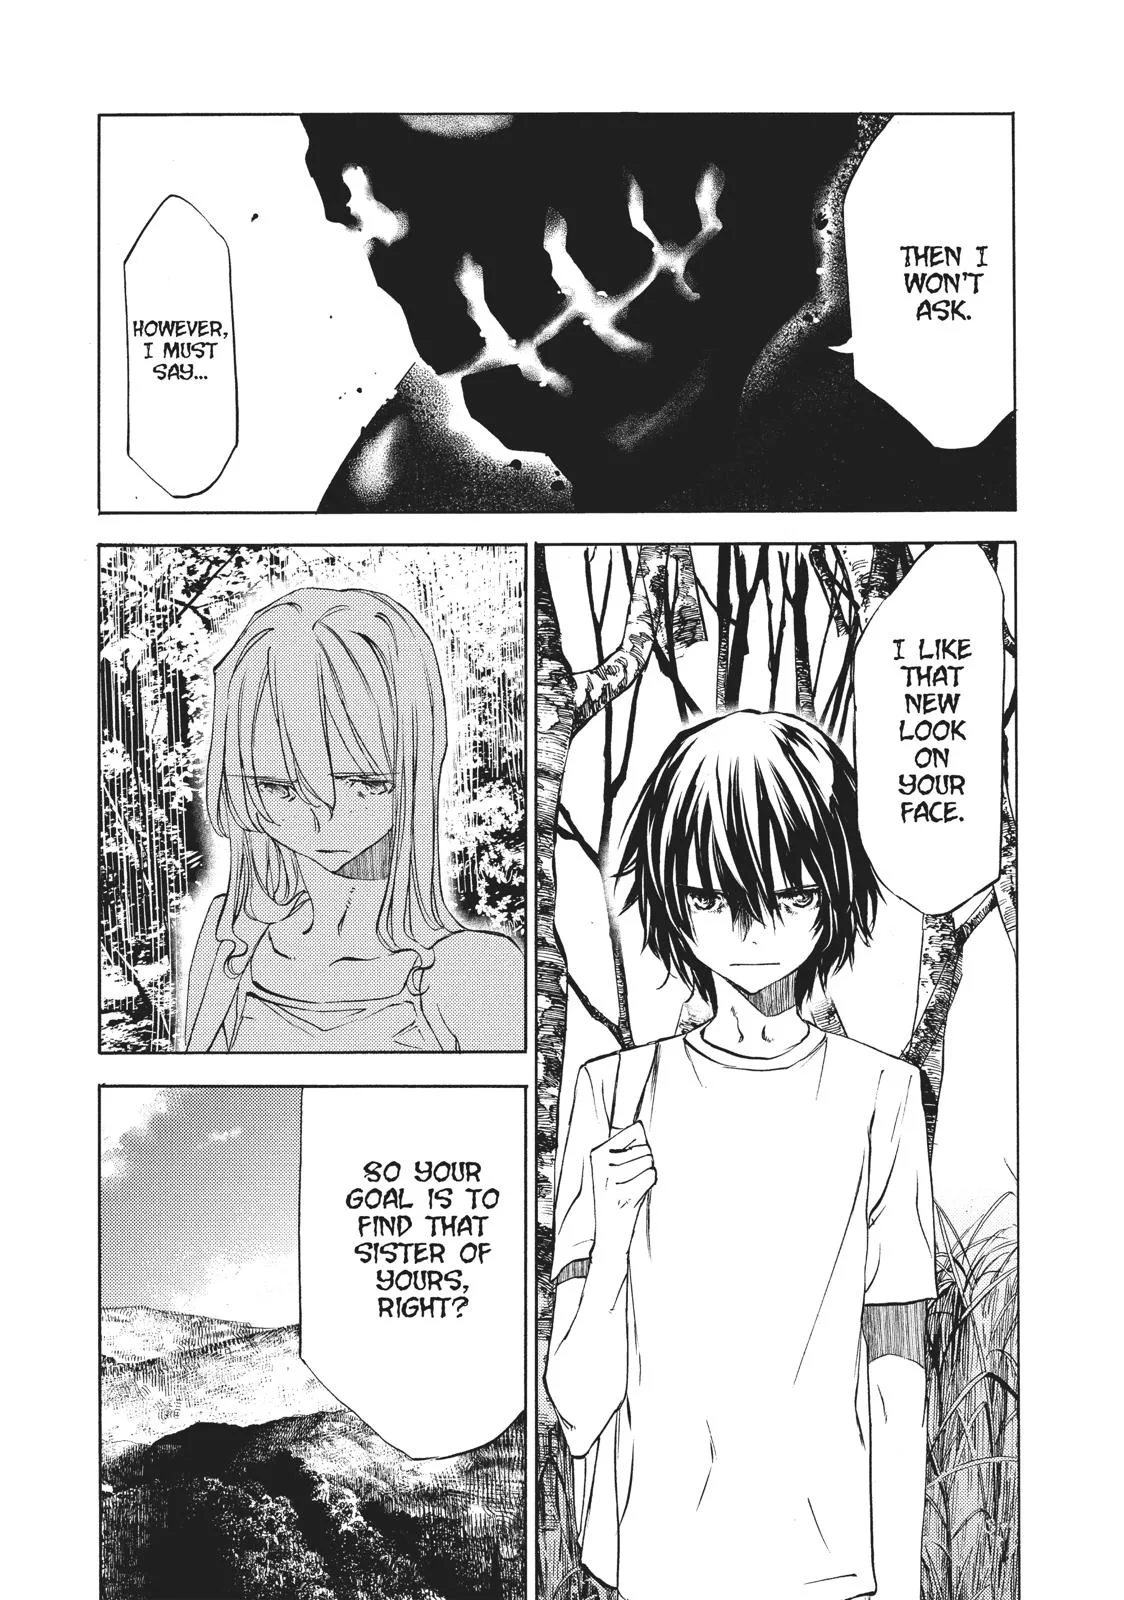 THEN I
WON'T
ASK.
HOWEVER,
I MUST
SAY...
I LIKE
THAT
NEW
LOOK
ON
YOUR
FACE.
SO YOUR
GOAL IS TO
FIND THAT
SISTER OF
YOURS,
RIGHT?